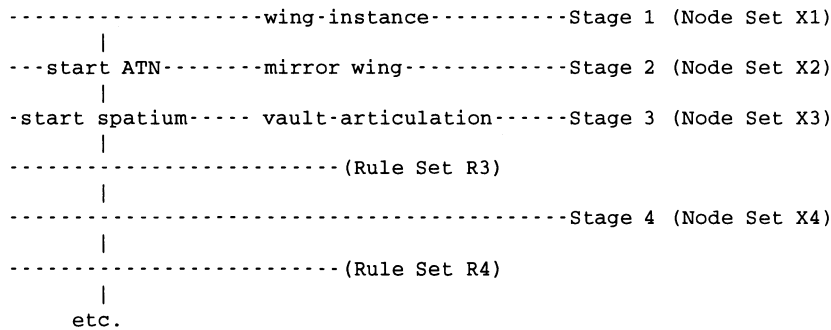 --------------------wing-instance-----------Stage 1 (Node Set X1)
|
---start ATN--------mirror wing-------------Stage 2 (Node Set X2)
|
-start spatium----- vault-articulation------Stage 3 (Node Set X3)
|
--------------------------(Rule Set R3)
|
--------------------------------------------Stage 4 (Node Set X4)
|
--------------------------(Rule Set R4)
|
etc.